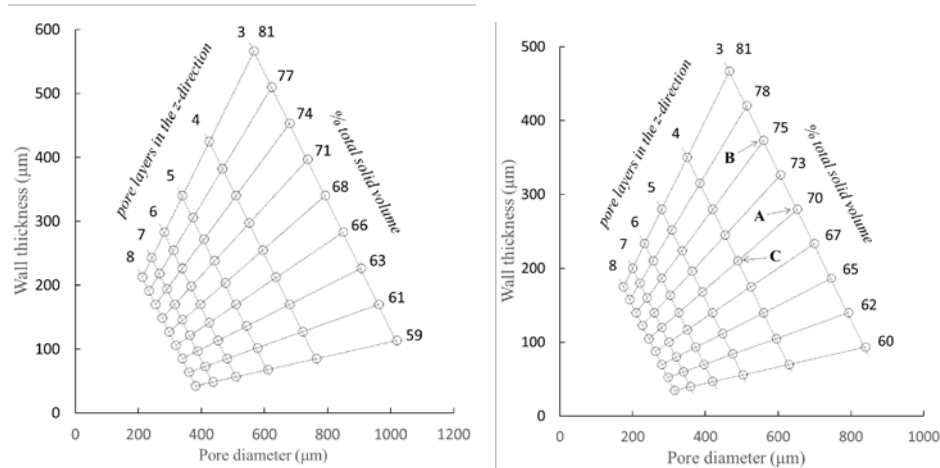 600
500
400
300
200
100
0
0 200 400 600 800 1000 1200
Wall thickness (μm)
Pore diameter (μm)
pore layers in the z-direction
% total solid volume
3 81
77
4 74
71
5 68
6 66
7 63
8 61
59
500
400
300
200
100
0
0 200 400 600 800 1000
Wall thickness (μm)
Pore diameter (μm)
pore layers in the z-direction
% total solid volume
3 81
78
4 75
B
73
5 A 70
6 67
7 C
8 65
62
60